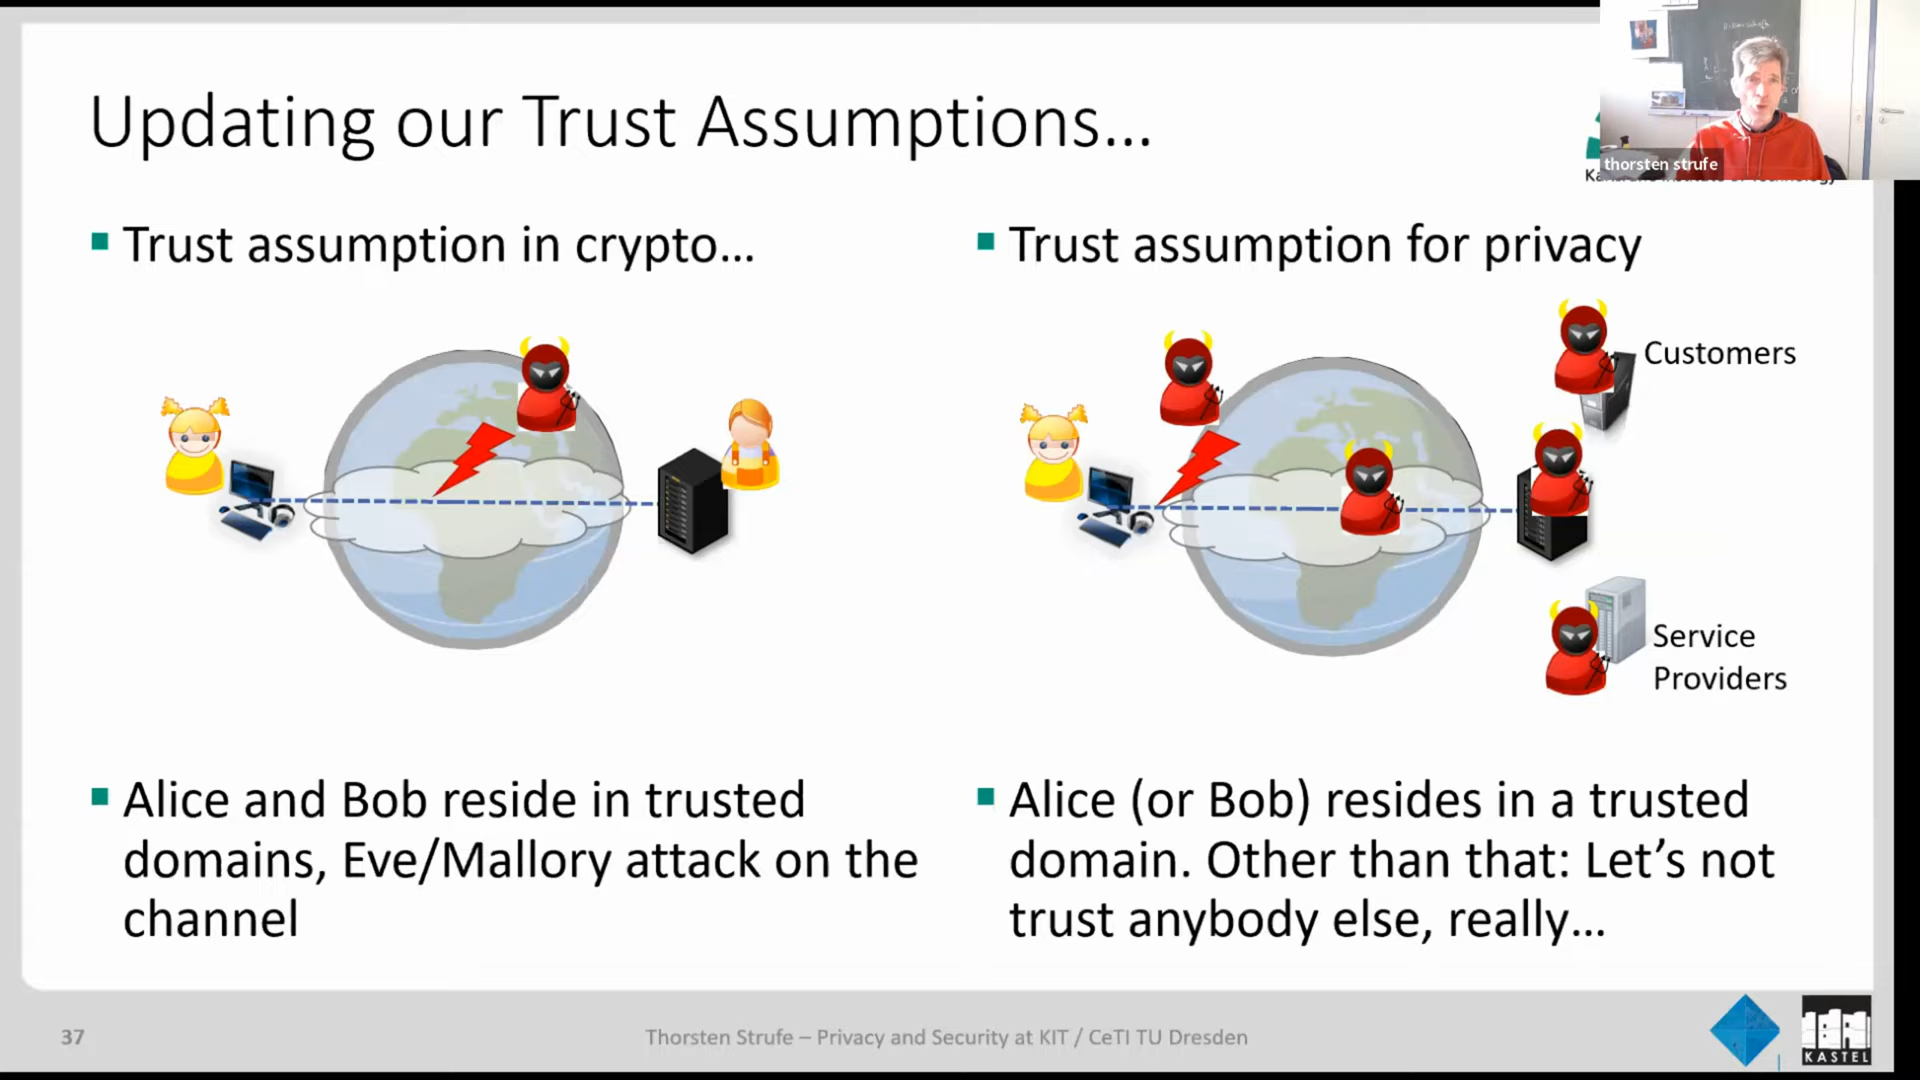 Updating our Trust Assumptions...
thorsten strufe
Trust assumption in crypto...
Alice and Bob reside in trusted
domains, Eve/Mallory attack on the
channel
Trust assumption for privacy
Customers
Service
Providers
Alice (or Bob) resides in a trusted
domain. Other than that: Let's not
trust anybody else, really...
37
Thorsten Strufe – Privacy and Security at KIT / CeTI TU Dresden
KASTEL